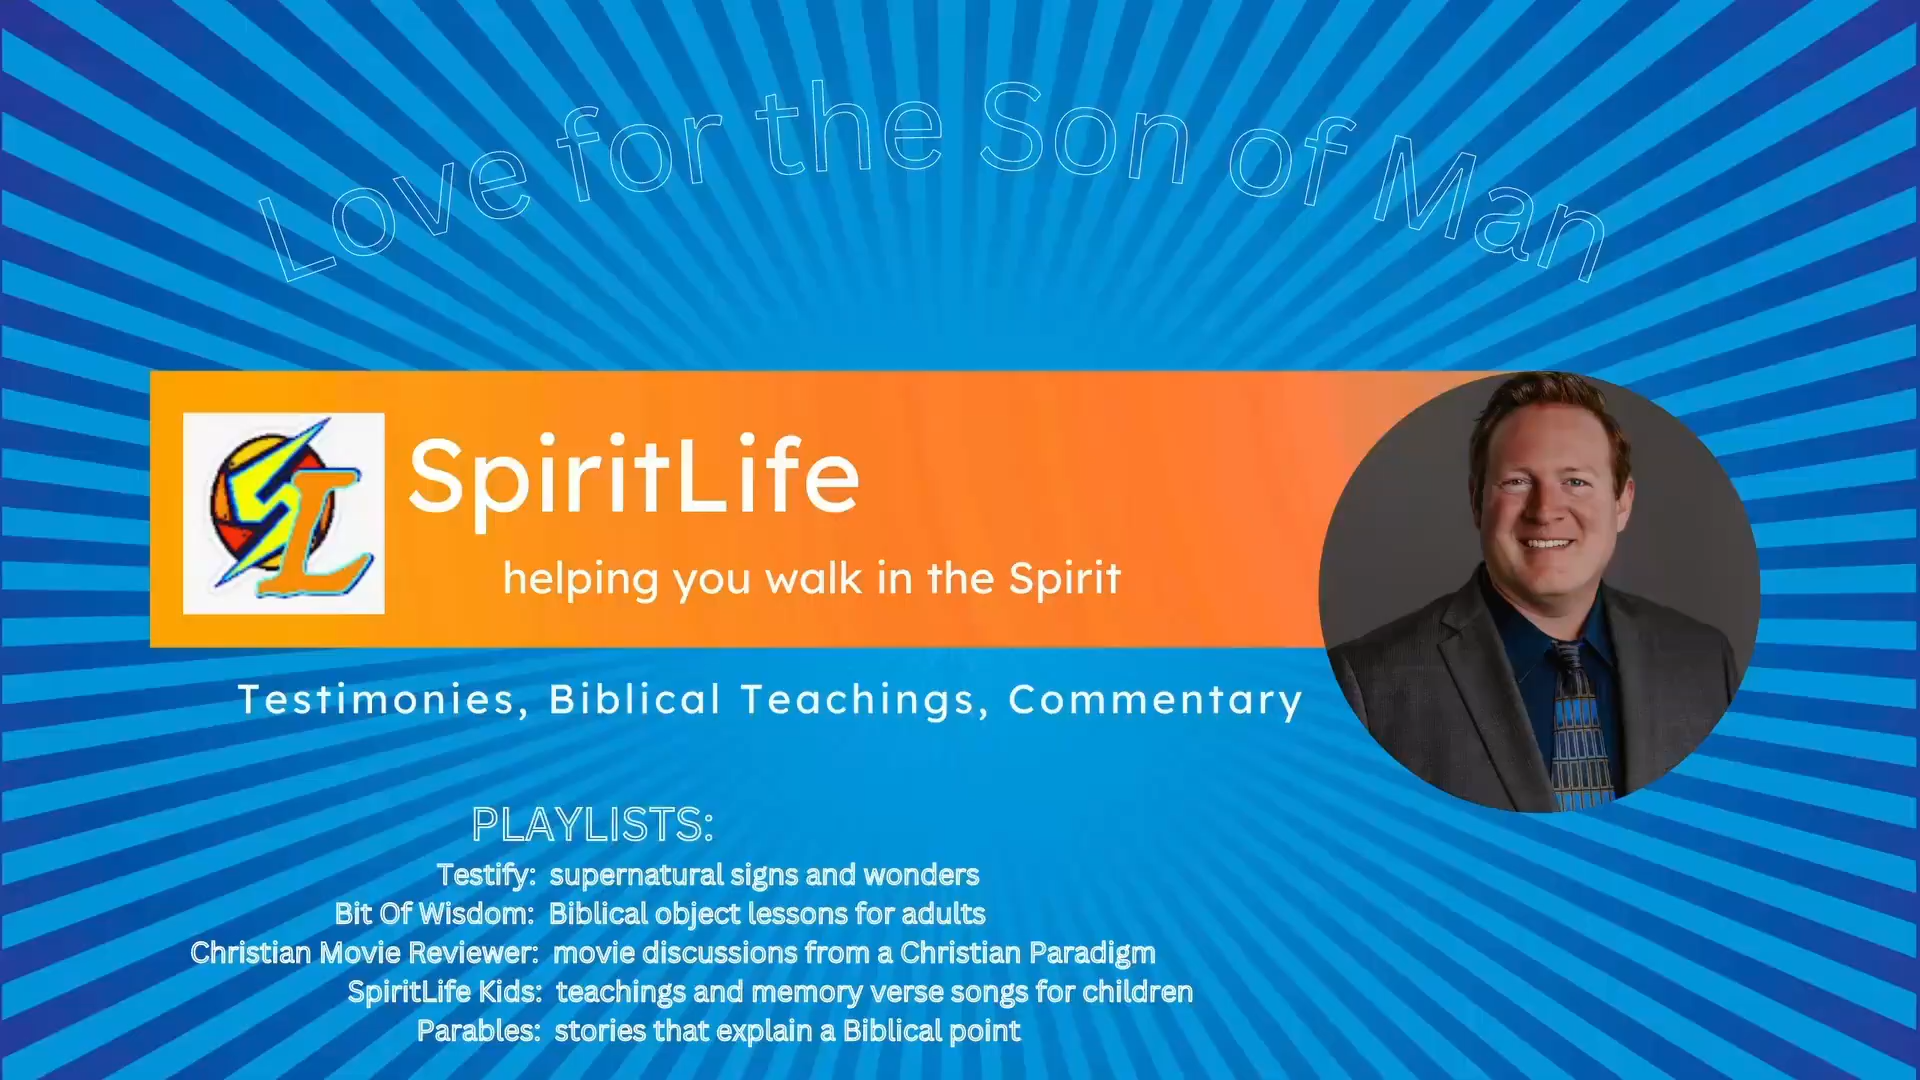 Love for the Son of Man
SL
SpiritLife
helping you walk in the Spirit
Testimonies, Biblical Teachings, Commentary
PLAYLISTS:
Testify: supernatural signs and wonders
Bit Of Wisdom: Biblical object lessons for adults
Christian Movie Reviewer: movie discussions from a Christian Paradigm
SpiritLife Kids: teachings and memory verse songs for children
Parables: stories that explain a Biblical point